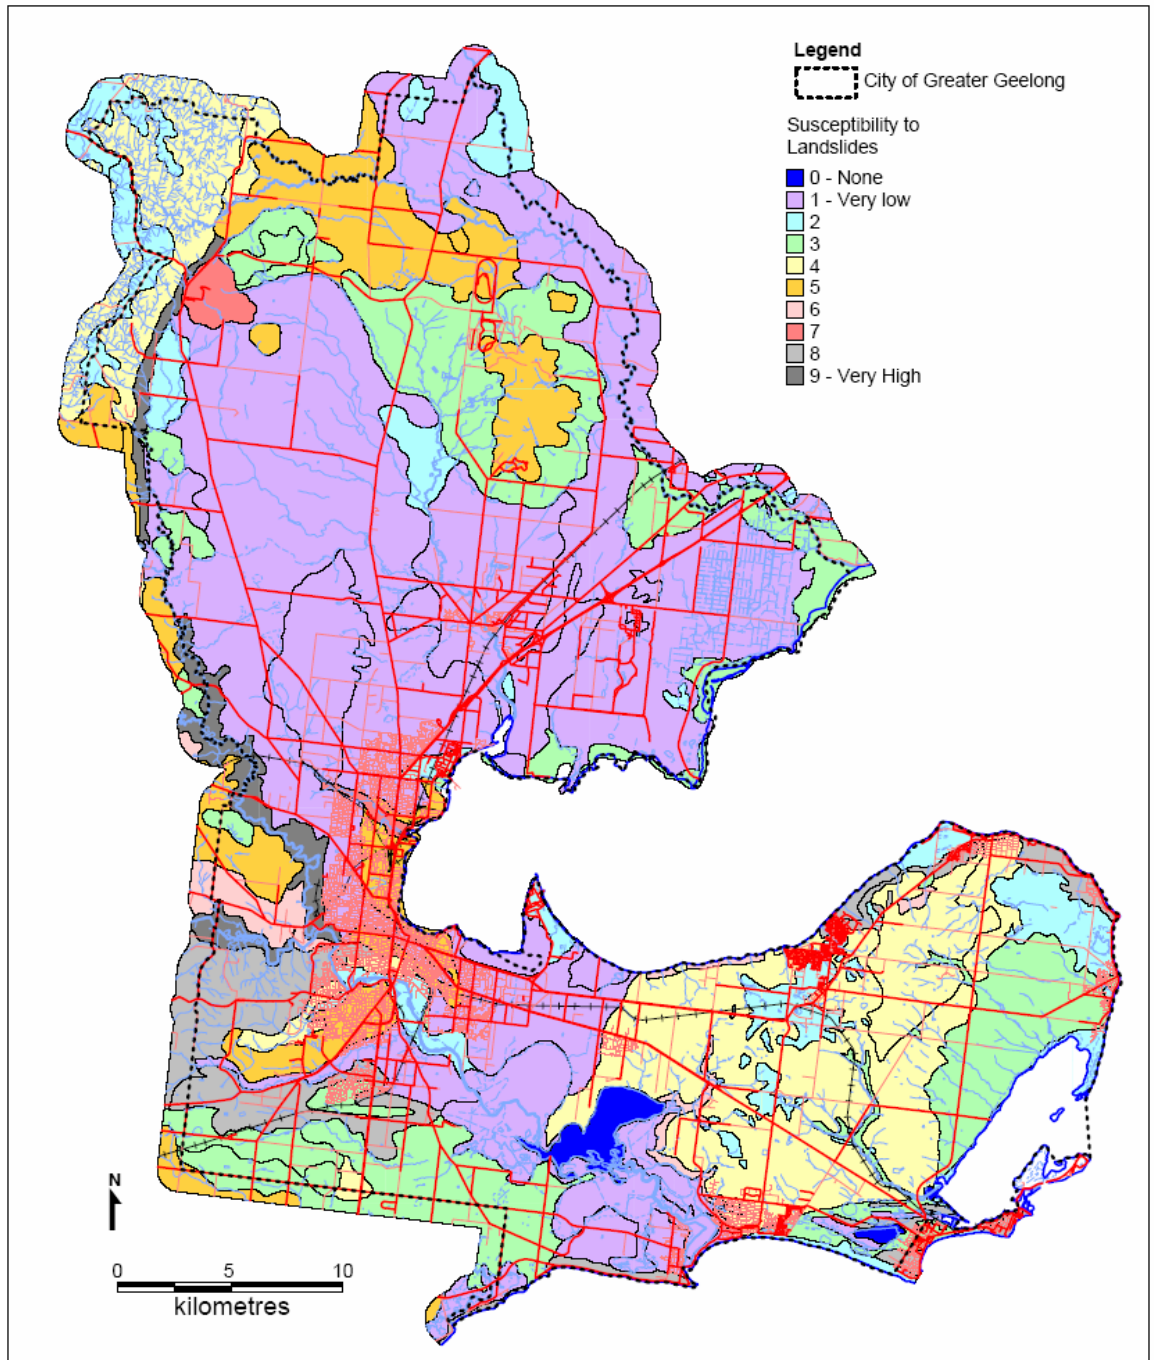 Legend
City of Greater Geelong
Susceptibility to
Landslides
0 - None
1 - Very low
2
3
4
5
6
7
8
9 - Very High
N
0 5 10
kilometres